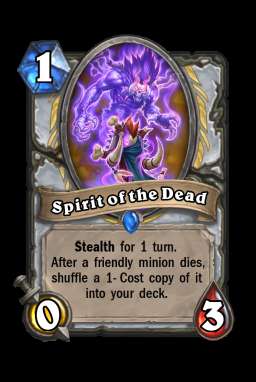 1
Spirit of the Dead
Stealth for 1 turn.
After a friendly minion dies,
shuffle a 1- Cost copy of it
into your deck.
0
3